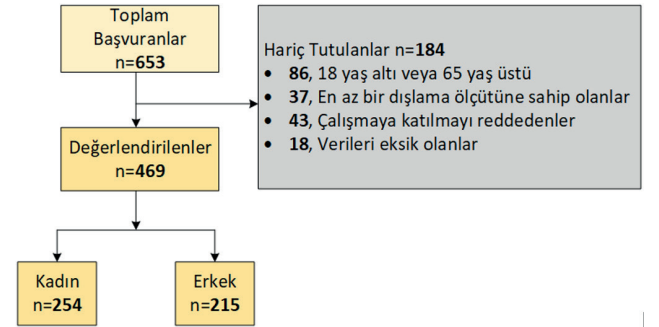 Toplam
Başvuranlar
n=653
Hariç Tutulanlar n=184
• 86, 18 yaş altı veya 65 yaş üstü
• 37, En az bir dışlama ölçütüne sahip olanlar
• 43, Çalışmaya katılmayı reddedenler
• 18, Verileri eksik olanlar
Değerlendirilenler
n=469
Kadın
n=254
Erkek
n=215